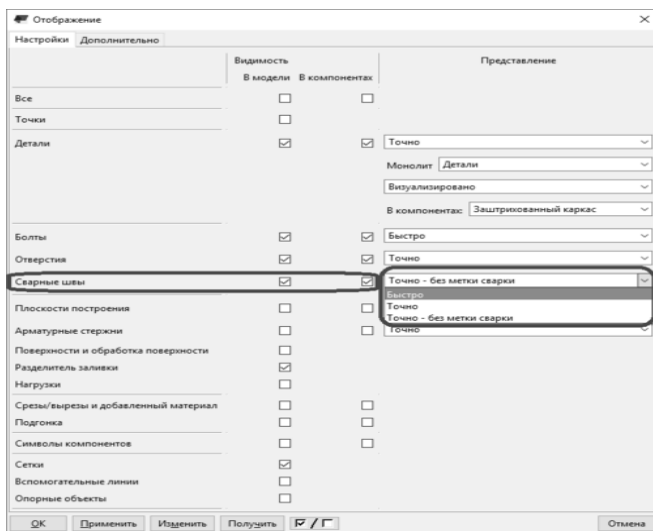 Отображение
Настройки Дополнительно
Видимость Представление
В модели В компонентах
Все
Точки
Детали Точно
Монолит Детали
Визуализировано
В компонентах: Заштрихованный каркас
Болты Быстро
Отверстия Точно
Сварные швы Точно - без метки сварки
Быстро
Плоскости построения Точно
Точно - без метки сварки
Арматурные стержни Точно
Поверхности и обработка поверхности
Разделитель заливки
Нагрузки
Срезы/вырезы и добавленный материал
Подгонка
Символы компонентов
Сетки
Вспомогательные линии
Опорные объекты
OK Применить Изменить Получить / Отмена